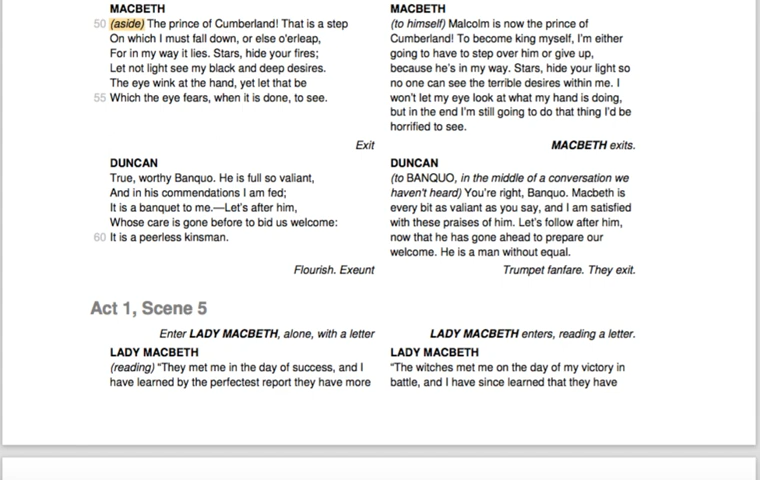 MACBETH
50 (aside) The prince of Cumberland! That is a step
On which I must fall down, or else o'erleap,
For in my way it lies. Stars, hide your fires;
Let not light see my black and deep desires.
The eye wink at the hand, yet let that be
55 Which the eye fears, when it is done, to see.
Exit
DUNCAN
True, worthy Banquo. He is full so valiant,
And in his commendations I am fed;
It is a banquet to me.—Let's after him,
Whose care is gone before to bid us welcome:
60 It is a peerless kinsman.
Flourish. Exeunt
MACBETH
(to himself) Malcolm is now the prince of
Cumberland! To become king myself, I'm either
going to have to step over him or give up,
because he's in my way. Stars, hide your light so
no one can see the terrible desires within me. I
won't let my eye look at what my hand is doing,
but in the end I'm still going to do that thing I'd be
horrified to see.
MACBETH exits.
DUNCAN
(to BANQUO, in the middle of a conversation we
haven't heard) You're right, Banquo. Macbeth is
every bit as valiant as you say, and I am satisfied
with these praises of him. Let's follow after him,
now that he has gone ahead to prepare our
welcome. He is a man without equal.
Trumpet fanfare. They exit.
Act 1, Scene 5
Enter LADY MACBETH, alone, with a letter
LADY MACBETH
(reading) "They met me in the day of success, and I
have learned by the perfectest report they have more
LADY MACBETH enters, reading a letter.
LADY MACBETH
"The witches met me on the day of my victory in
battle, and I have since learned that they have